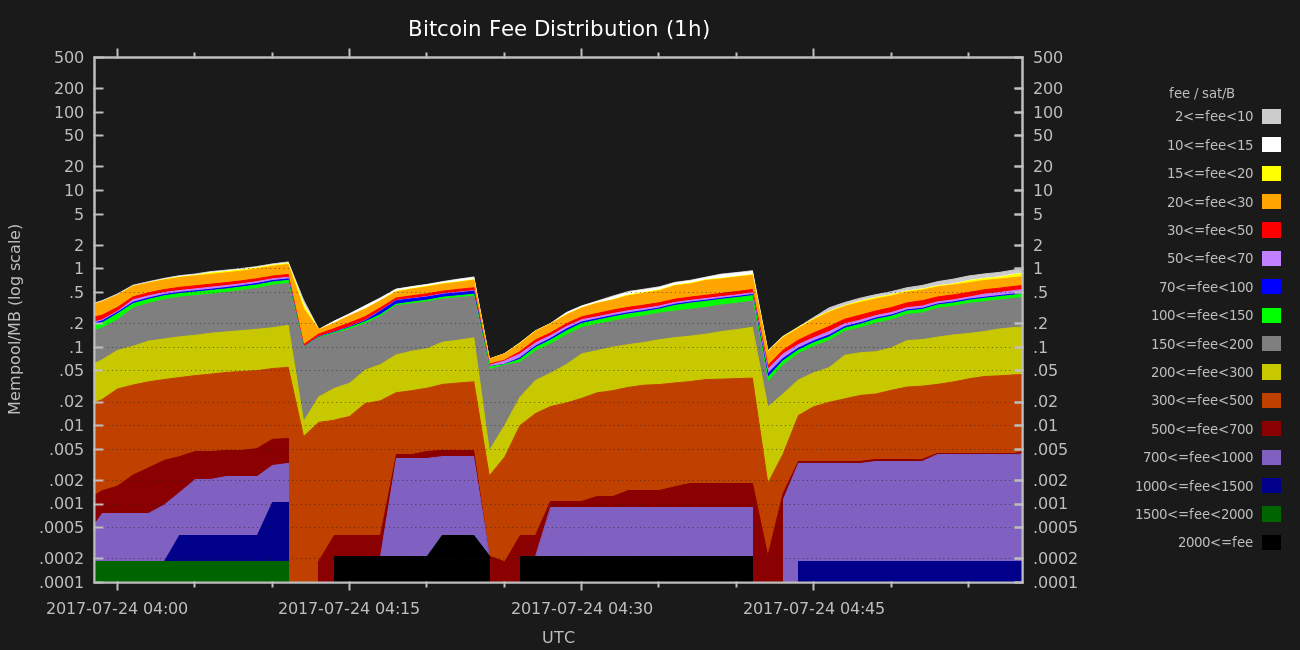 Bitcoin Fee Distribution (1h)
500 500
200 200
100 100
50 50
20 20
10 10
5 5
2 2
1 1
.5 .5
.2 .2
.1 .1
.05 .05
.02 .02
.01 .01
.005 .005
.002 .002
.001 .001
.0005 .0005
.0002 .0002
.0001 .0001
Mempool/MB (log scale)
2017-07-24 04:00 2017-07-24 04:15 2017-07-24 04:30 2017-07-24 04:45
UTC
fee / sat/B
2<=fee<10
10<=fee<15
15<=fee<20
20<=fee<30
30<=fee<50
50<=fee<70
70<=fee<100
100<=fee<150
150<=fee<200
200<=fee<300
300<=fee<500
500<=fee<700
700<=fee<1000
1000<=fee<1500
1500<=fee<2000
2000<=fee